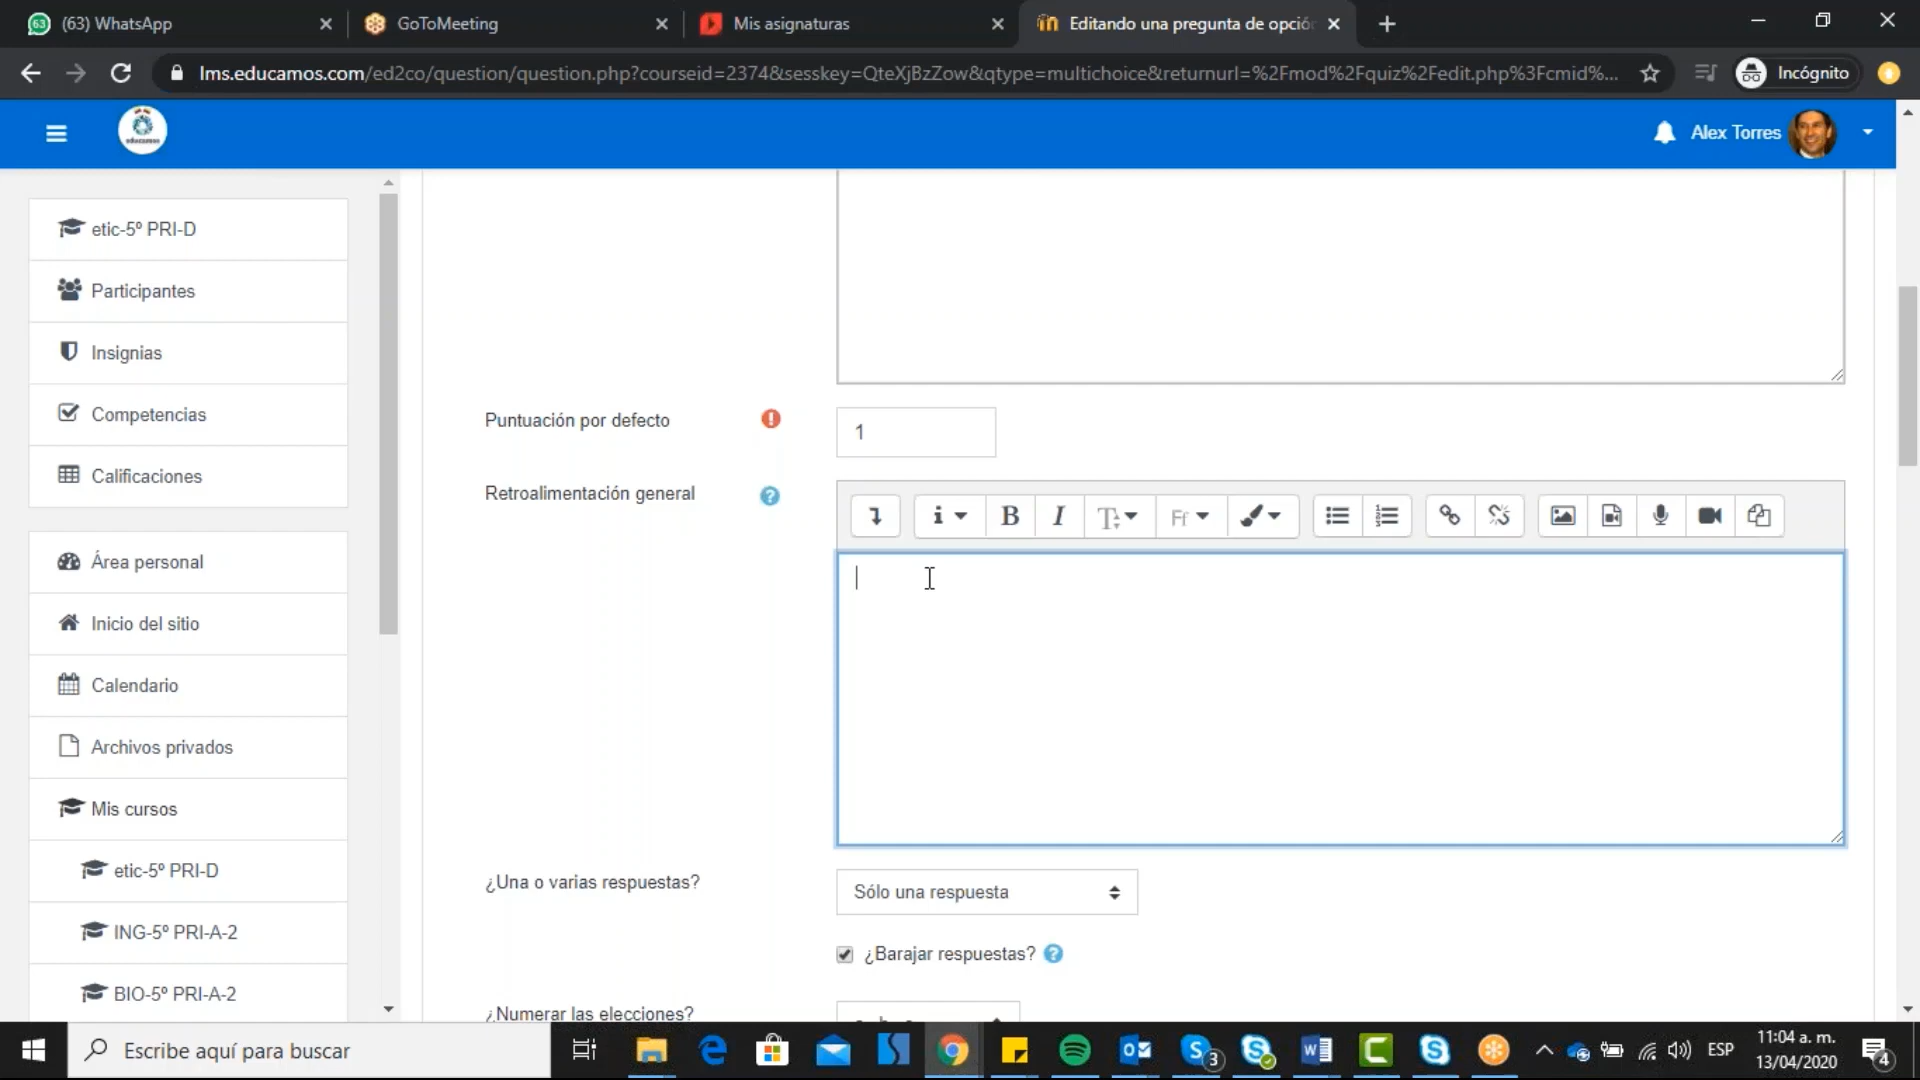 (63) WhatsApp
GoToMeeting
Mis asignaturas
Editando una pregunta de opción
lms.educamos.com/ed2co/question/question.php?courseid=2374&sesskey=QteXjBzZow&qtype=multichoice&returnurl=%2Fmod%2Fquiz%2Fedit.php%3Fcmid%...
Incógnito
educamos
Alex Torres
etic-5º PRI-D
Participantes
Insignias
Competencias
Calificaciones
Área personal
Inicio del sitio
Calendario
Archivos privados
Mis cursos
etic-5º PRI-D
ING-5º PRI-A-2
BIO-5º PRI-A-2
Puntuación por defecto
1
Retroalimentación general
¿Una o varias respuestas?
Sólo una respuesta
¿Barajar respuestas?
¿Numerar las elecciones?
Escribe aquí para buscar
3
ESP
11:04 a. m.
13/04/2020
4